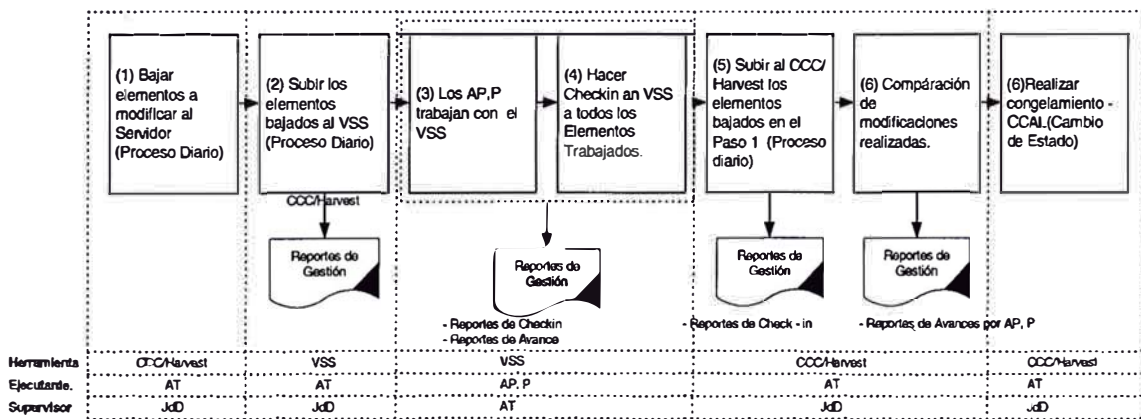 (1) Bajar
elementos a
modificar al
Servidor
(Proceso Diario)
(2) Subir los
elementos
bajados al VSS
(Proceso Diario)
(3) Los AP,P
trabajan con el
VSS
(4) Hacer
Checkin an VSS
a todos los
Elementos
Trabajados.
(5) Subir al CCC/
Harvest los
elementos
bajados en el
Paso 1 (Proceso
diario)
(6) Compáración
de
modificaciones
realizadas.
(6)Realizar
congelamiento -
CCAL(Cambio
de Estado)
CCC/Harvest
Reportes de
Gestión
Reportes de
Gestión
Reportes de
Gestión
Reportes de
Gestión
- Reportes de Checkin
- Reportes de Avance
- Reportes de Check - in
- Reportes de Avances por AP, P
Herramienta CCC/Harvest VSS VSS CCC/Harvest CCC/Harvest
Ejecutante. AT AT AP, P AT AT
Supervisor JdD JdD AT JdD JdD